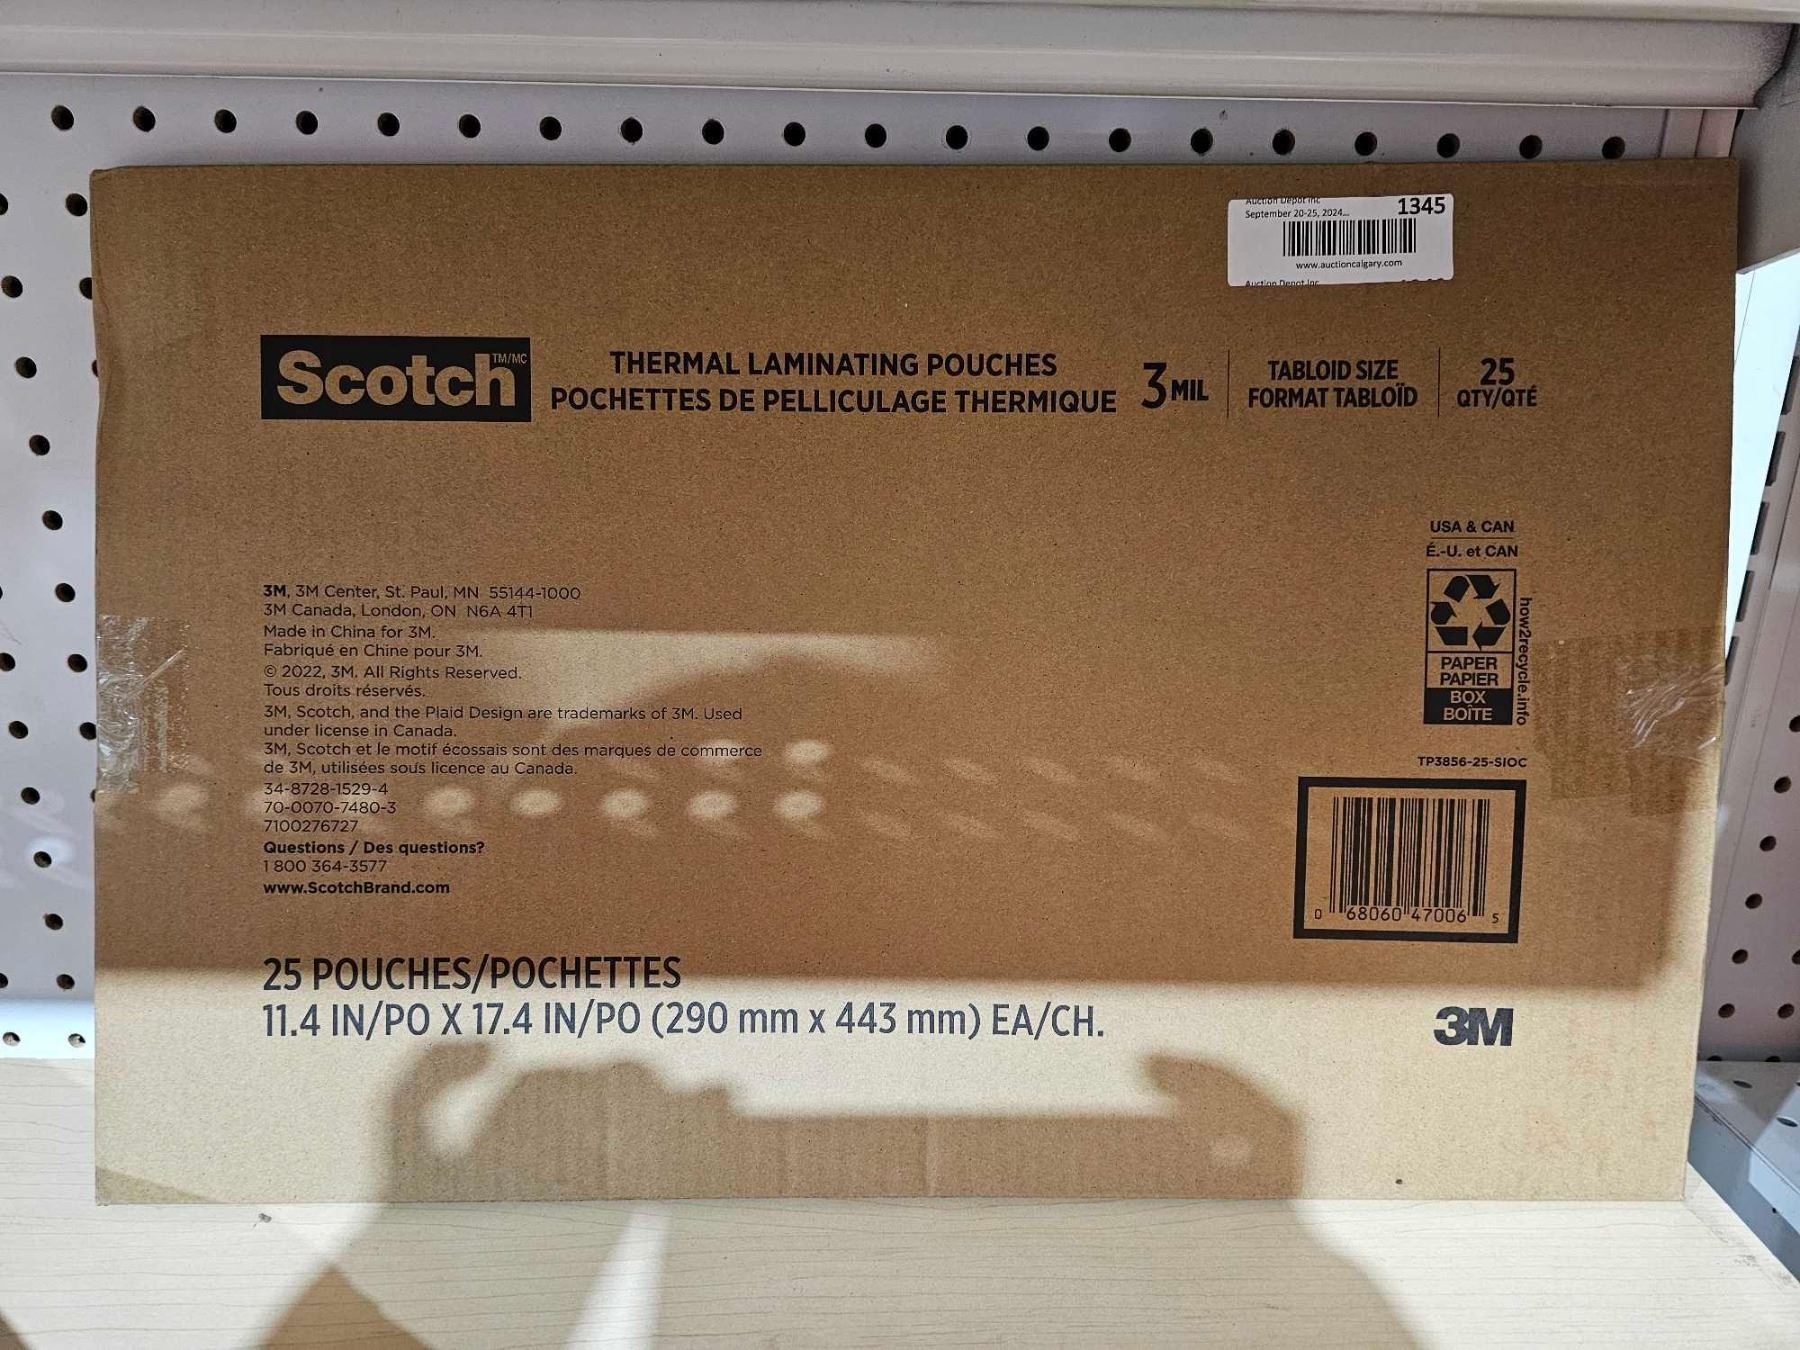 Auction Depot Inc
September 20-25, 2024...
1345
www.auctioncalgary.com
Auction Depot Inc
Scotch TM/MC
THERMAL LAMINATING POUCHES
POCHETTES DE PELLICULAGE THERMIQUE
3 MIL
TABLOID SIZE
FORMAT TABLOÏD
25
QTY/QTÉ
USA & CAN
É.-U. et CAN
how2recycle.info
PAPER
PAPIER
BOX
BOÎTE
3M, 3M Center, St. Paul, MN 55144-1000
3M Canada, London, ON N6A 4T1
Made in China for 3M.
Fabriqué en Chine pour 3M.
© 2022, 3M. All Rights Reserved.
Tous droits réservés.
3M, Scotch, and the Plaid Design are trademarks of 3M. Used
under license in Canada.
3M, Scotch et le motif écossais sont des marques de commerce
de 3M, utilisées sous licence au Canada.
34-8728-1529-4
70-0070-7480-3
7100276727
Questions / Des questions?
1 800 364-3577
www.ScotchBrand.com
TP3856-25-SIOC
0 68060 47006 5
25 POUCHES/POCHETTES
11.4 IN/PO X 17.4 IN/PO (290 mm x 443 mm) EA/CH.
3M